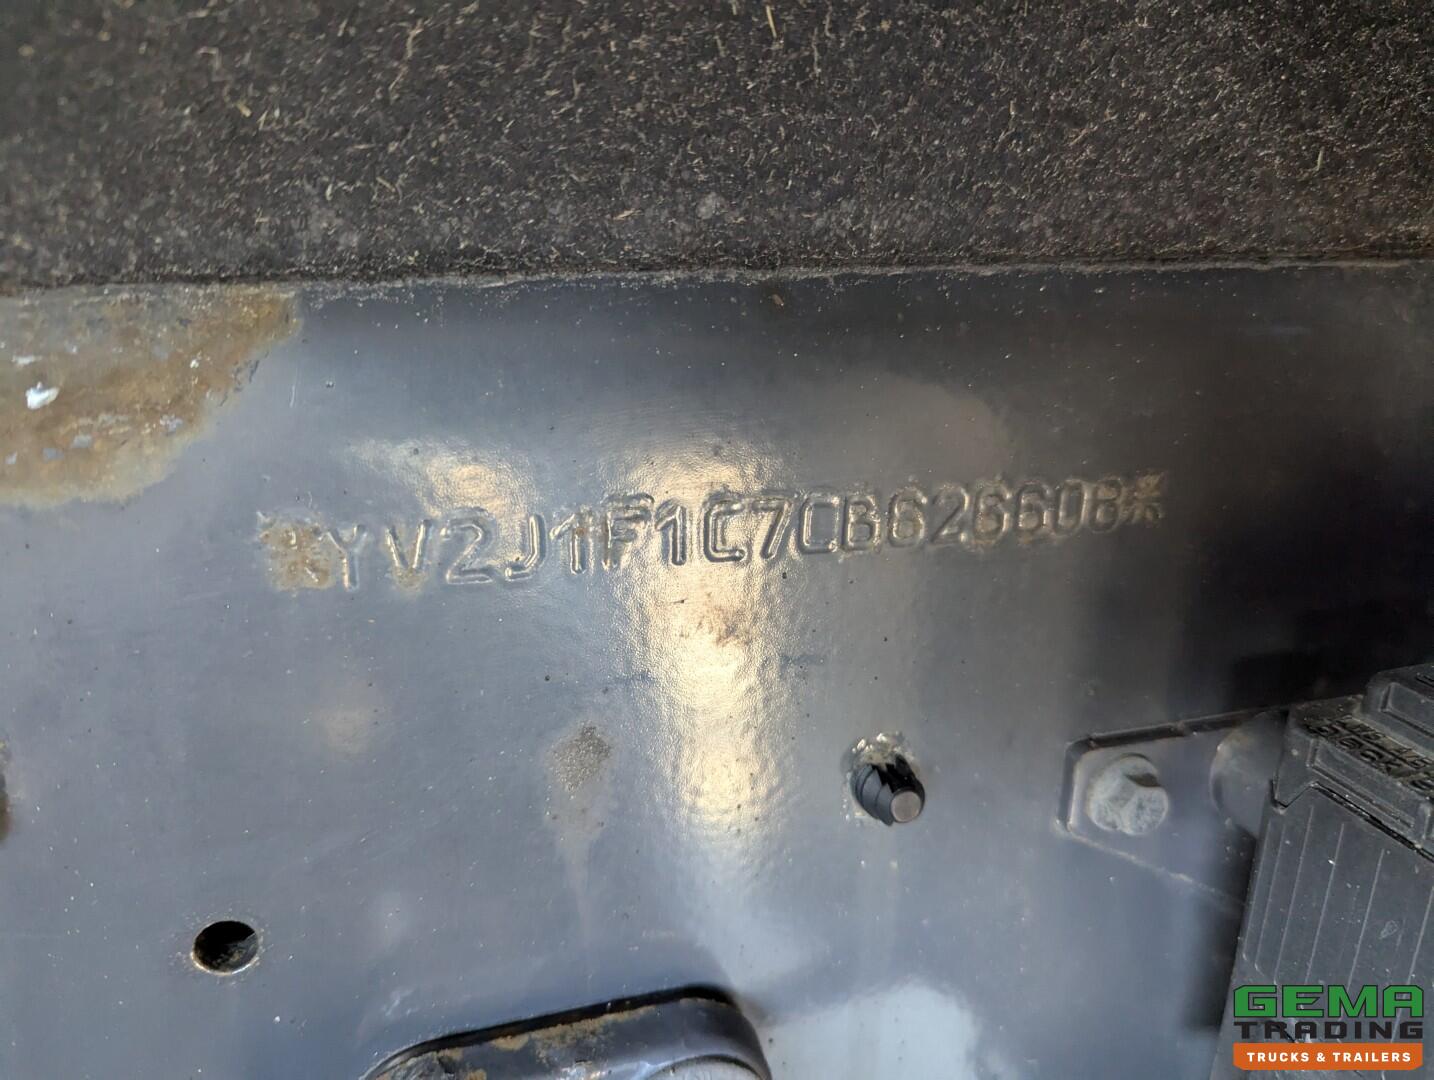 *YV2J1F1C7CB626608*
GEMA
TRADING
TRUCKS & TRAILERS